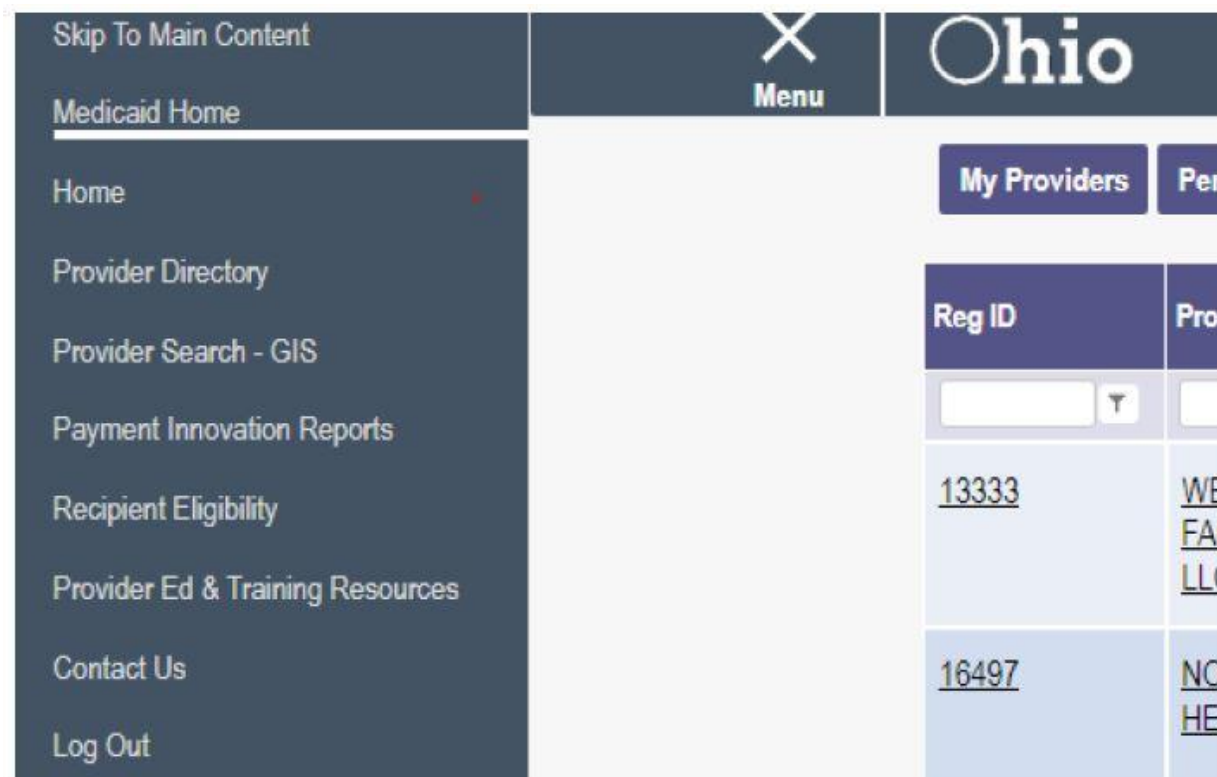 Skip To Main Content
Medicaid Home
Home
Provider Directory
Provider Search - GIS
Payment Innovation Reports
Recipient Eligibility
Provider Ed & Training Resources
Contact Us
Log Out
Menu
Ohio
My Providers
Reg ID
13333
16497